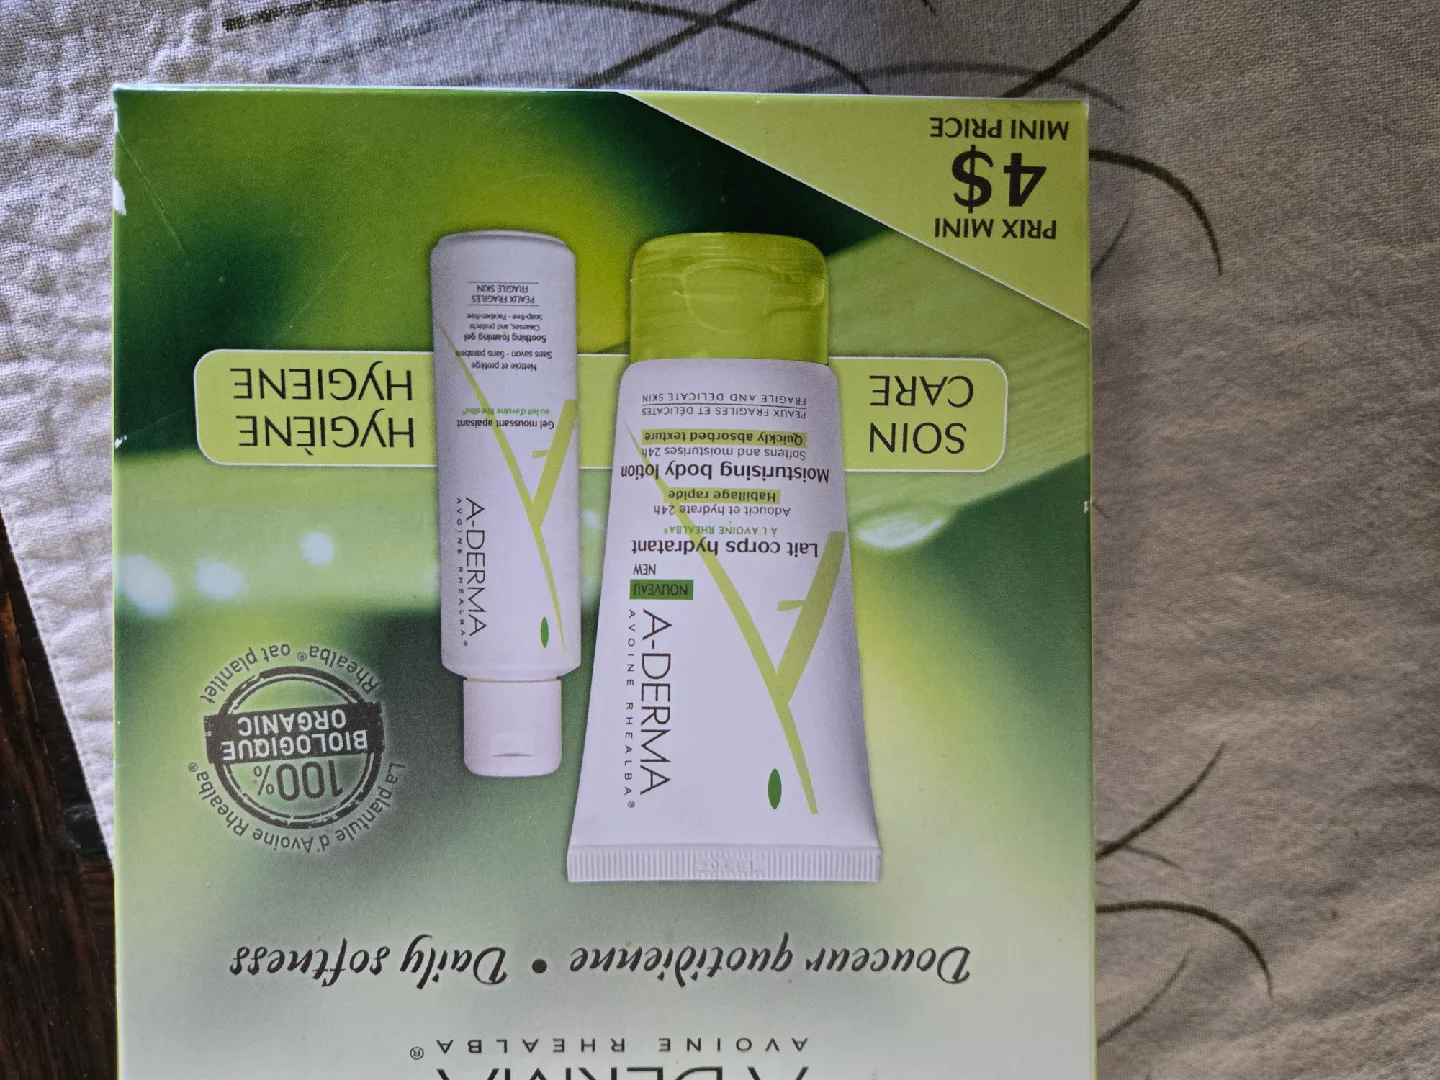 A-DERMA
AVOINE RHEALBA®
Douceur quotidienne • Daily softness
La plantule d'Avoine Rhealba®
100%
BIOLOGIQUE
ORGANIC
Rhealba® oat plantlet
A-DERMA
AVOINE RHEALBA®
NOUVEAU
NEW
Lait corps hydratant
À L'AVOINE RHEALBA®
Adoucit et hydrate 24h
Habillage rapide
Moisturising body lotion
Softens and moisturises 24h
Quickly absorbed texture
PEAUX FRAGILES ET DÉLICATES
FRAGILE AND DELICATE SKIN
A-DERMA
AVOINE RHEALBA®
Gel moussant apaisant
au lait d'avoine Rhealba®
Nettoie et protège
Sans savon - Sans paraben
Soothing foaming gel
Cleanses, and protects
Soap-free - Paraben-free
PEAUX FRAGILES
FRAGILE SKIN
SOIN
CARE
HYGIÈNE
HYGIENE
PRIX MINI
4$
MINI PRICE